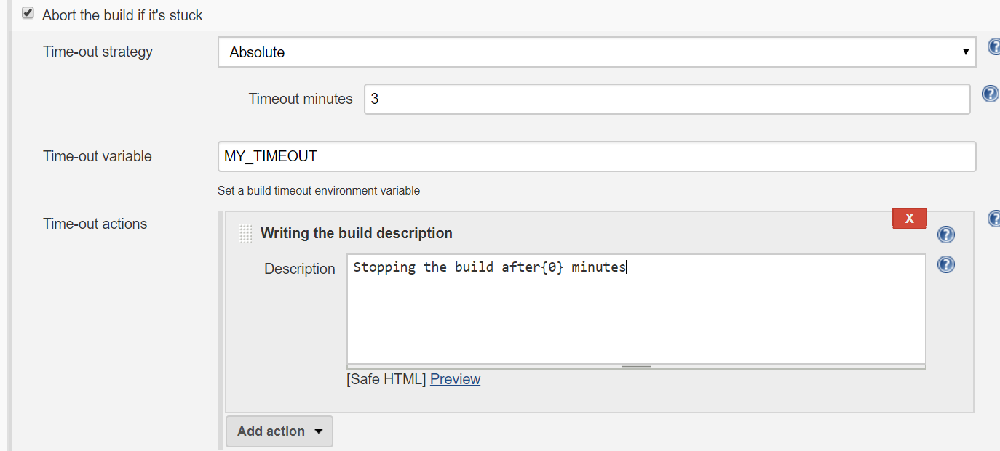 Abort the build if it's stuck
Time-out strategy
Absolute
Timeout minutes
3
Time-out variable
MY_TIMEOUT
Set a build timeout environment variable
Time-out actions
X
Writing the build description
Description
Stopping the build after{0} minutes
[Safe HTML] Preview
Add action